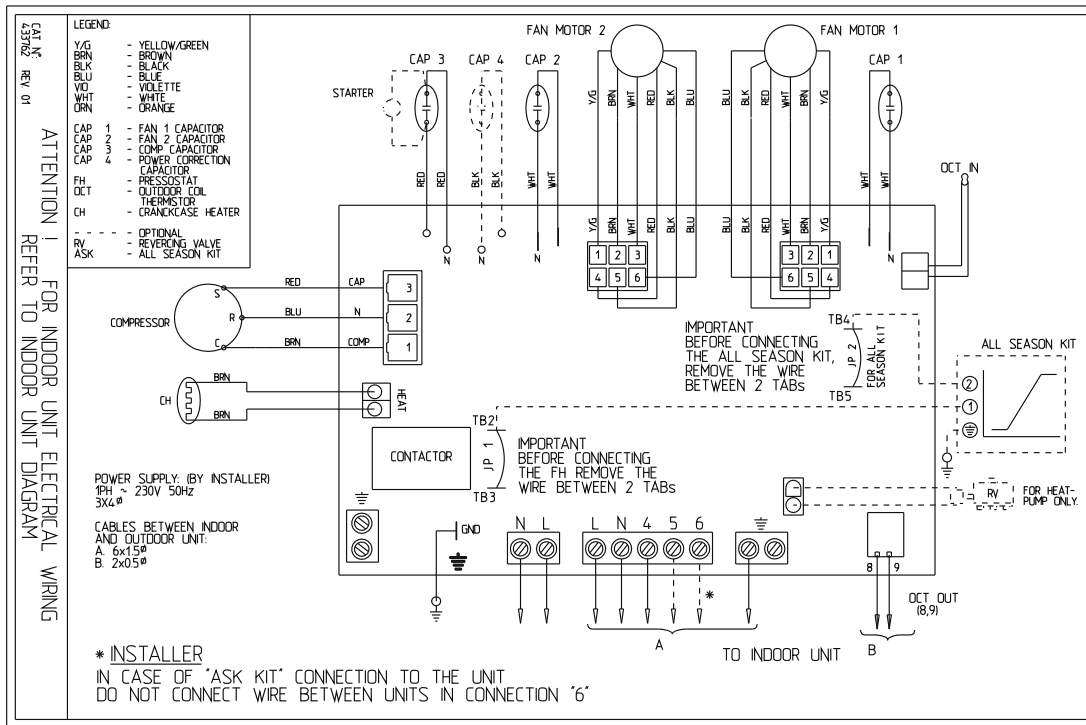 CAT Nº.
433762 REV. 01
ATTENTION ! FOR INDOOR UNIT ELECTRICAL WIRING
REFER TO INDOOR UNIT DIAGRAM
LEGEND:
Y/G - YELLOW/GREEN
BRN - BROWN
BLK - BLACK
BLU - BLUE
VIO - VIOLETTE
WHT - WHITE
ORN - ORANGE
CAP 1 - FAN 1 CAPACITOR
CAP 2 - FAN 2 CAPACITOR
CAP 3 - COMP CAPACITOR
CAP 4 - POWER CORRECTION
CAPACITOR
FH - PRESSOSTAT
OCT - OUTDOOR COIL
THERMISTOR
CH - CRANCKCASE HEATER
- - - - - OPTIONAL
RV - REVERCING VALVE
ASK - ALL SEASON KIT
STARTER
CAP 3
CAP 4
CAP 2
FAN MOTOR 2
FAN MOTOR 1
CAP 1
OCT IN
RED
RED
BLK
BLK
WHT
WHT
Y/G
BRN
WHT
RED
BLK
BLU
BLU
BLK
RED
WHT
BRN
Y/G
WHT
WHT
Y/G
BRN
WHT
RED
BLK
BLU
BLU
BLK
RED
WHT
BRN
Y/G
N
N
N
N
1 2 3
4 5 6
3 2 1
6 5 4
COMPRESSOR
S
R
C
RED
BLU
BRN
CAP
N
COMP
3
2
1
CH
BRN
BRN
HEAT
CONTACTOR
TB2
JP 1
TB3
IMPORTANT
BEFORE CONNECTING
THE FH REMOVE THE
WIRE BETWEEN 2 TABs
IMPORTANT
BEFORE CONNECTING
THE ALL SEASON KIT,
REMOVE THE WIRE
BETWEEN 2 TABs
TB4
JP 2
FOR ALL
SEASON KIT
TB5
ALL SEASON KIT
2
1
RV
FOR HEAT-
PUMP ONLY.
POWER SUPPLY: (BY INSTALLER)
1PH ~ 230V 50Hz
3X4ø
CABLES BETWEEN INDOOR
AND OUTDOOR UNIT:
A. 6x1.5ø
B. 2x0.5ø
GND
N L
L N 4 5 6
*
8 9
OCT OUT
(8,9)
A
TO INDOOR UNIT
B
* INSTALLER
IN CASE OF "ASK KIT" CONNECTION TO THE UNIT
DO NOT CONNECT WIRE BETWEEN UNITS IN CONNECTION "6"